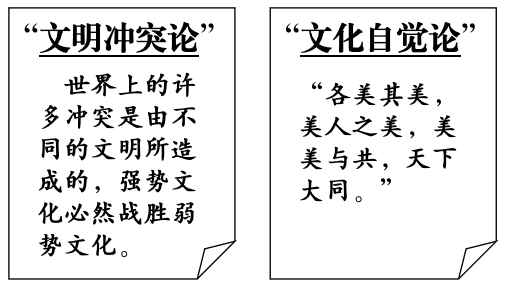 “文明冲突论”
世界上的许
多冲突是由不
同的文明所造
成的，强势文
化必然战胜弱
势文化。
“文化自觉论”
“各美其美，
美人之美，美
美与共，天下
大同。”